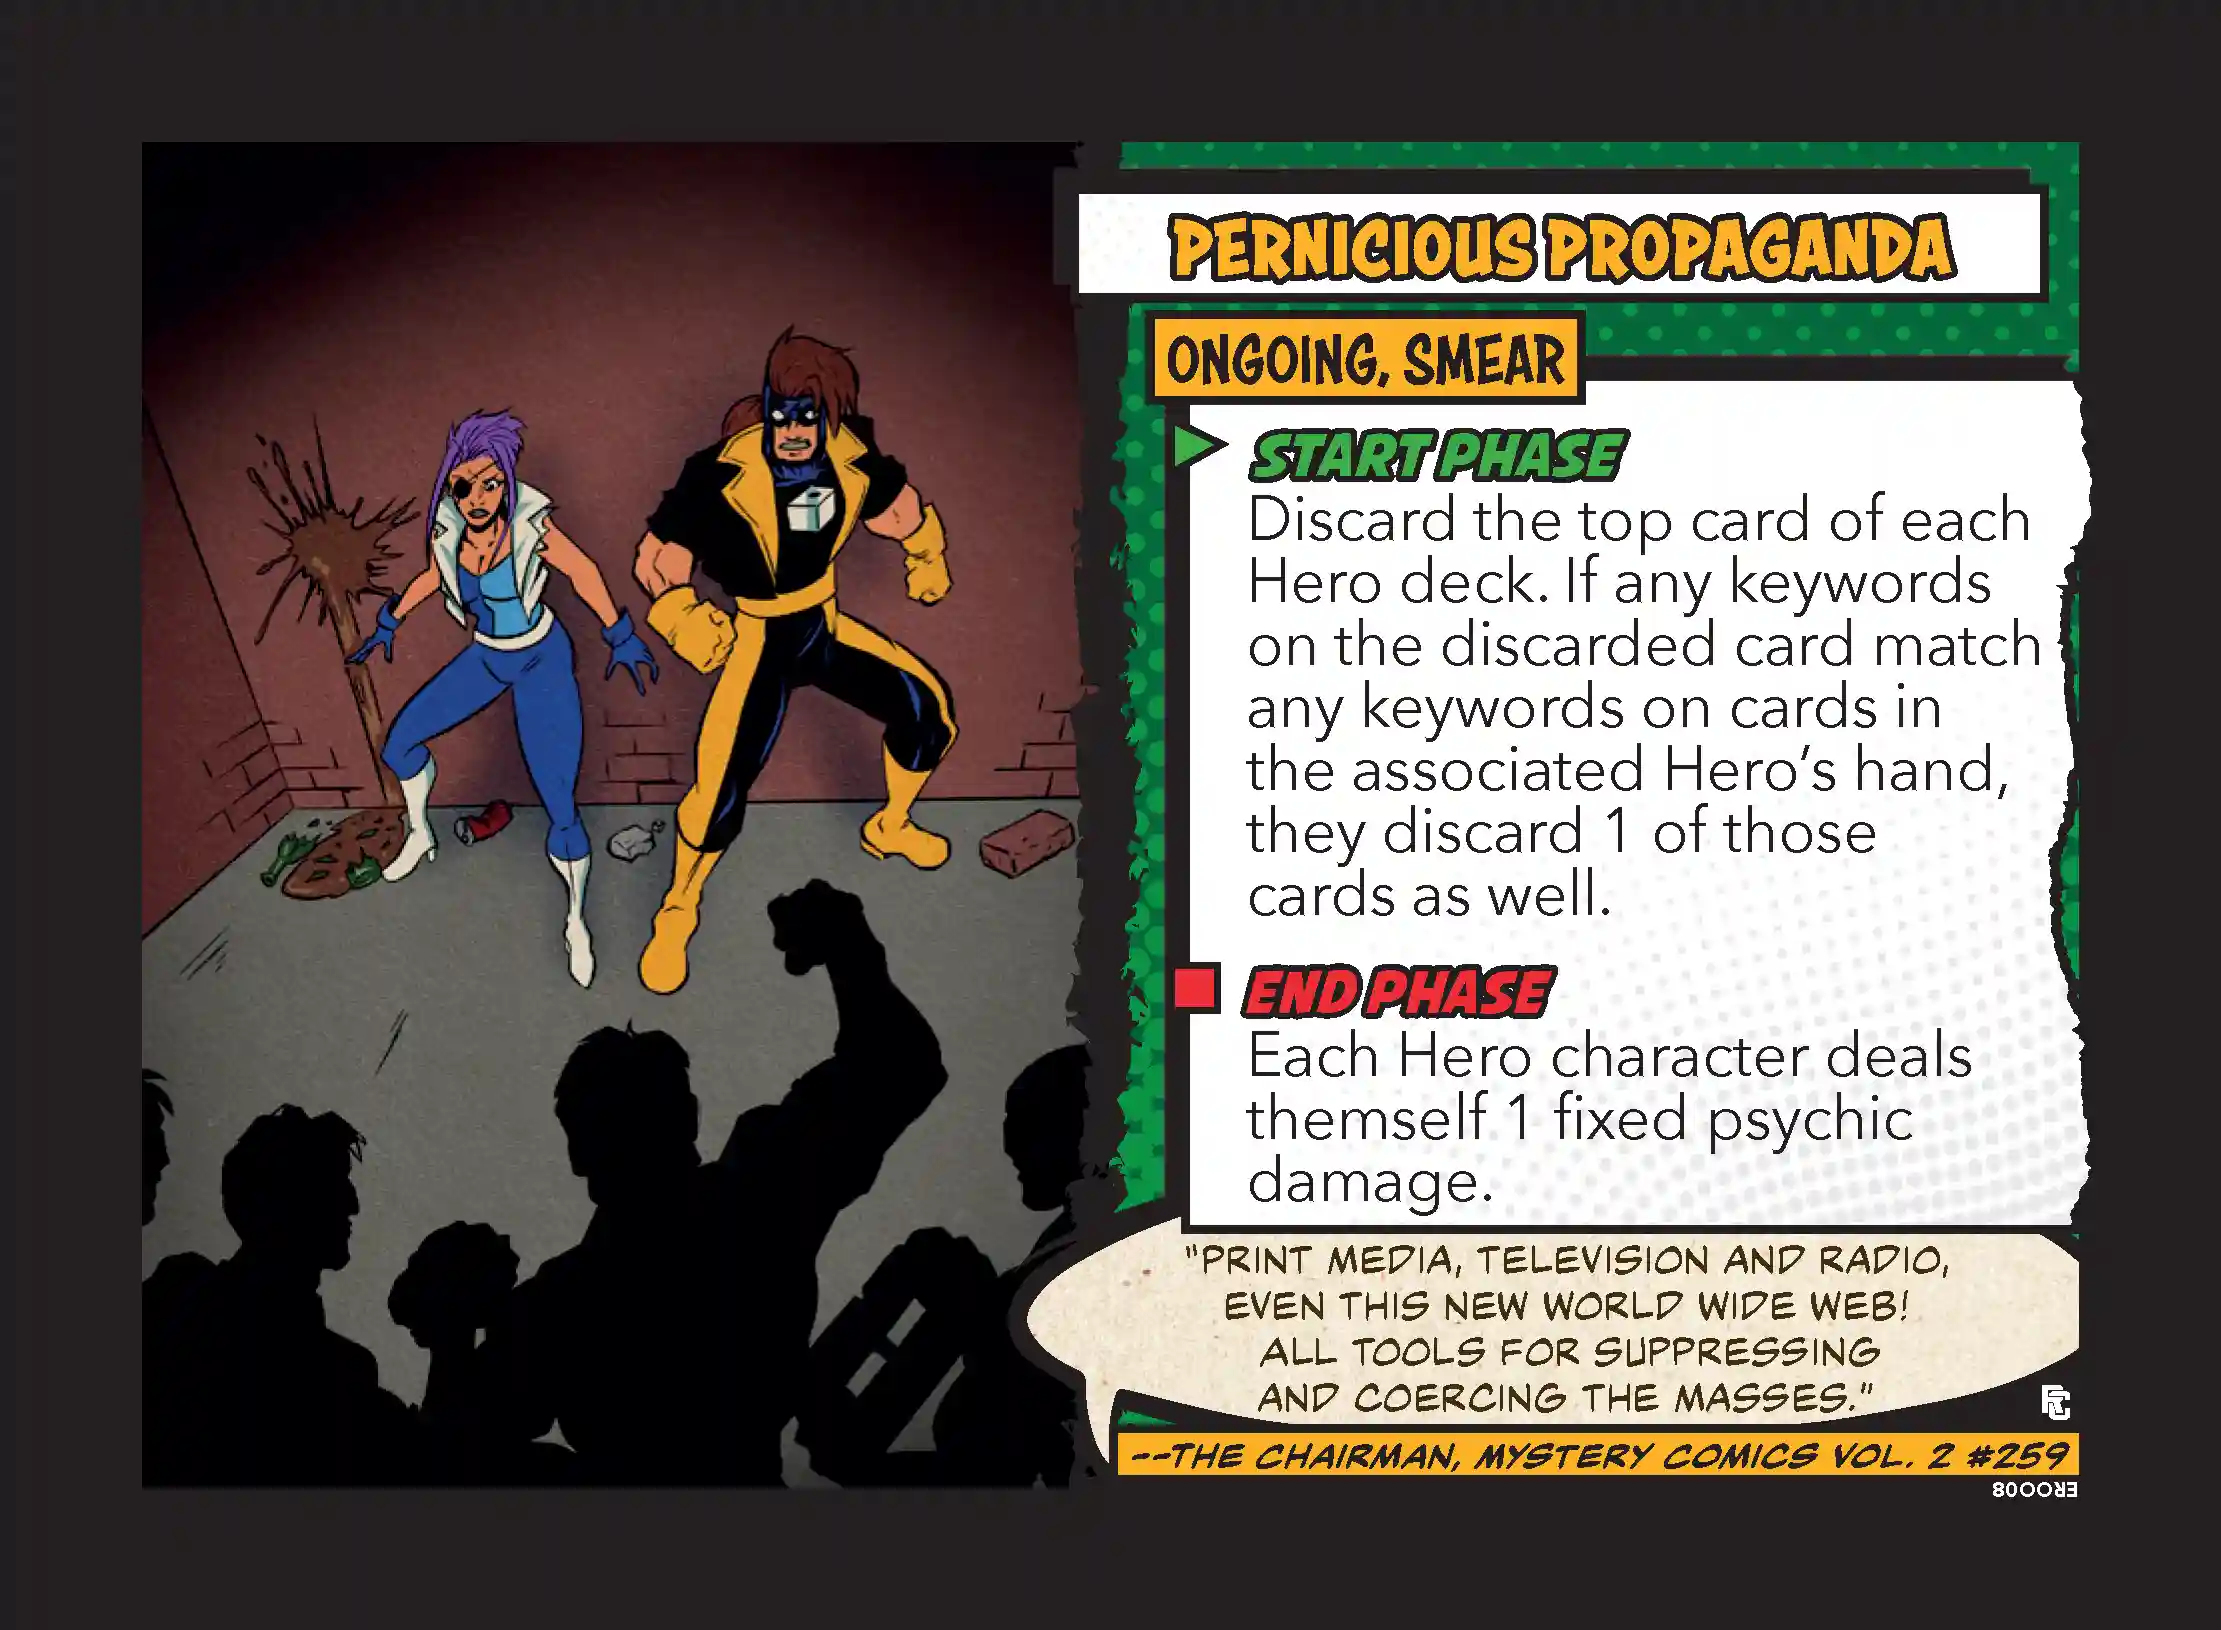 PERNICIOUS PROPAGANDA
ONGOING, SMEAR
START PHASE
Discard the top card of each
Hero deck. If any keywords
on the discarded card match
any keywords on cards in
the associated Hero's hand,
they discard 1 of those
cards as well.
END PHASE
Each Hero character deals
themself 1 fixed psychic
damage.
"PRINT MEDIA, TELEVISION AND RADIO,
EVEN THIS NEW WORLD WIDE WEB!
ALL TOOLS FOR SUPPRESSING
AND COERCING THE MASSES."
--THE CHAIRMAN, MYSTERY COMICS VOL. 2 #259
ER0008